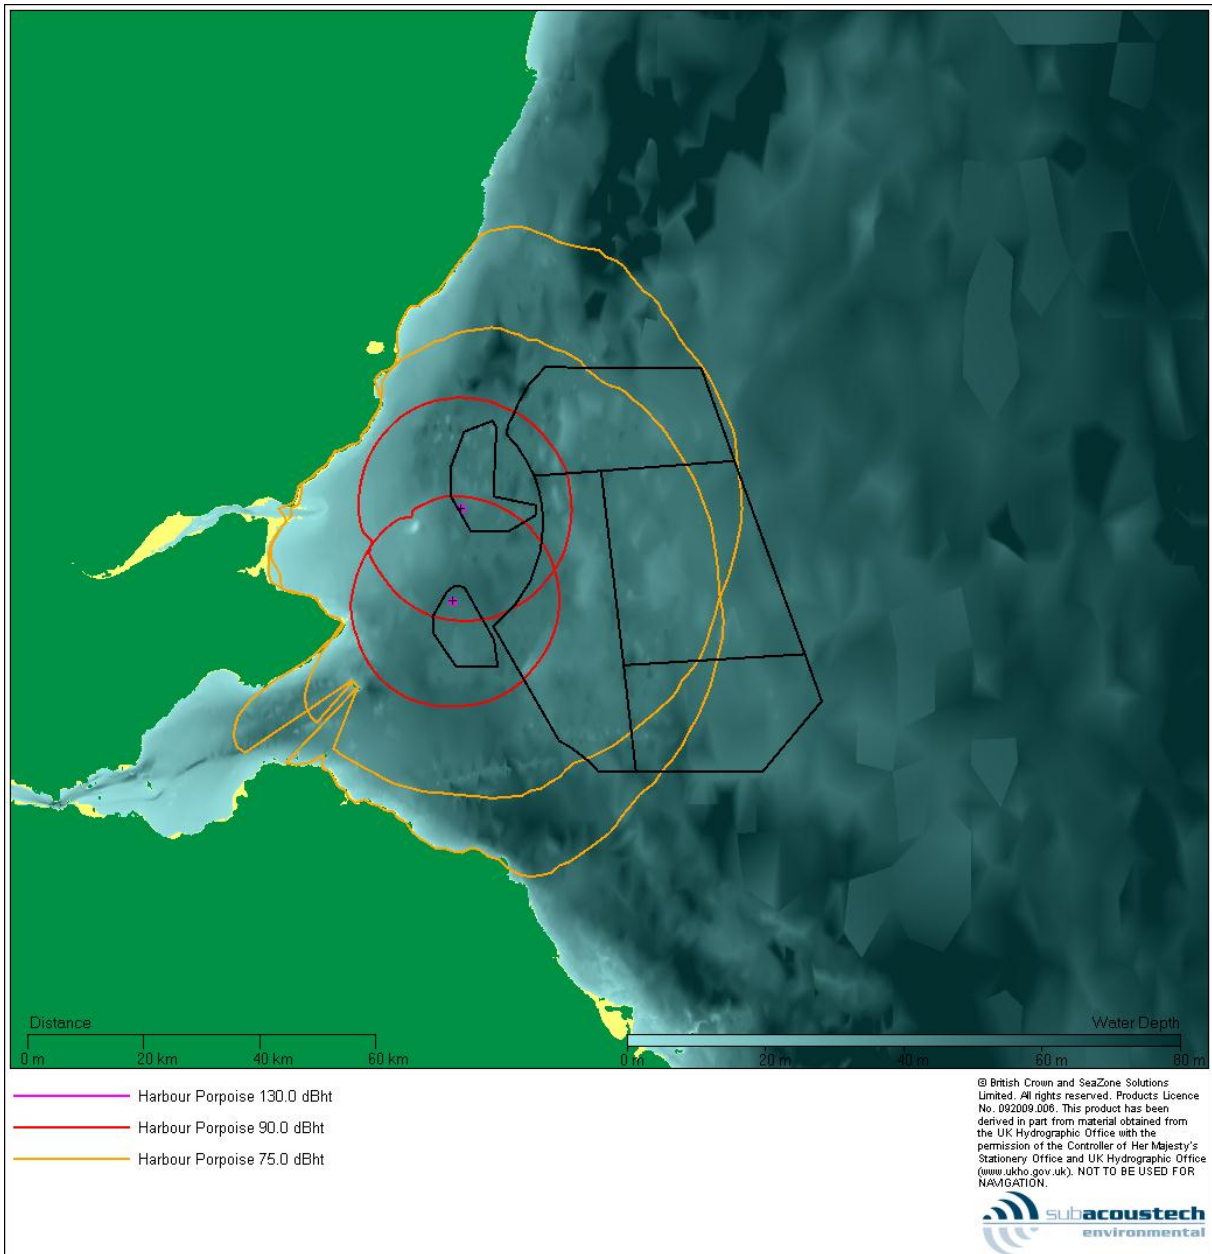 Distance
0 m 20 km 40 km 60 km
Water Depth
0 m 20 m 40 m 60 m 80 m
Harbour Porpoise 130.0 dBht
Harbour Porpoise 90.0 dBht
Harbour Porpoise 75.0 dBht
© British Crown and SeaZone Solutions
Limited. All rights reserved. Products Licence
No. 092009.006. This product has been
derived in part from material obtained from
the UK Hydrographic Office with the
permission of the Controller of Her Majesty's
Stationery Office and UK Hydrographic Office
(www.ukho.gov.uk). NOT TO BE USED FOR
NAVIGATION.
subacoustech
environmental